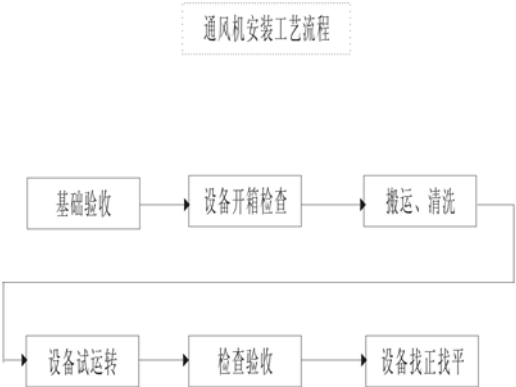 通风机安装工艺流程
基础验收
设备开箱检查
搬运、清洗
设备试运转
检查验收
设备找正找平